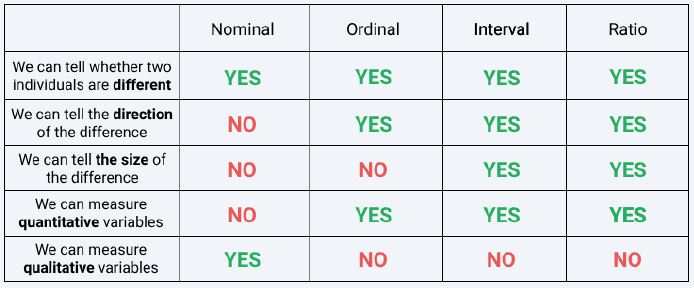 Nominal Ordinal Interval Ratio
We can tell whether two
individuals are different YES YES YES YES
We can tell the direction
of the difference NO YES YES YES
We can tell the size of
the difference NO NO YES YES
We can measure
quantitative variables NO YES YES YES
We can measure
qualitative variables YES NO NO NO